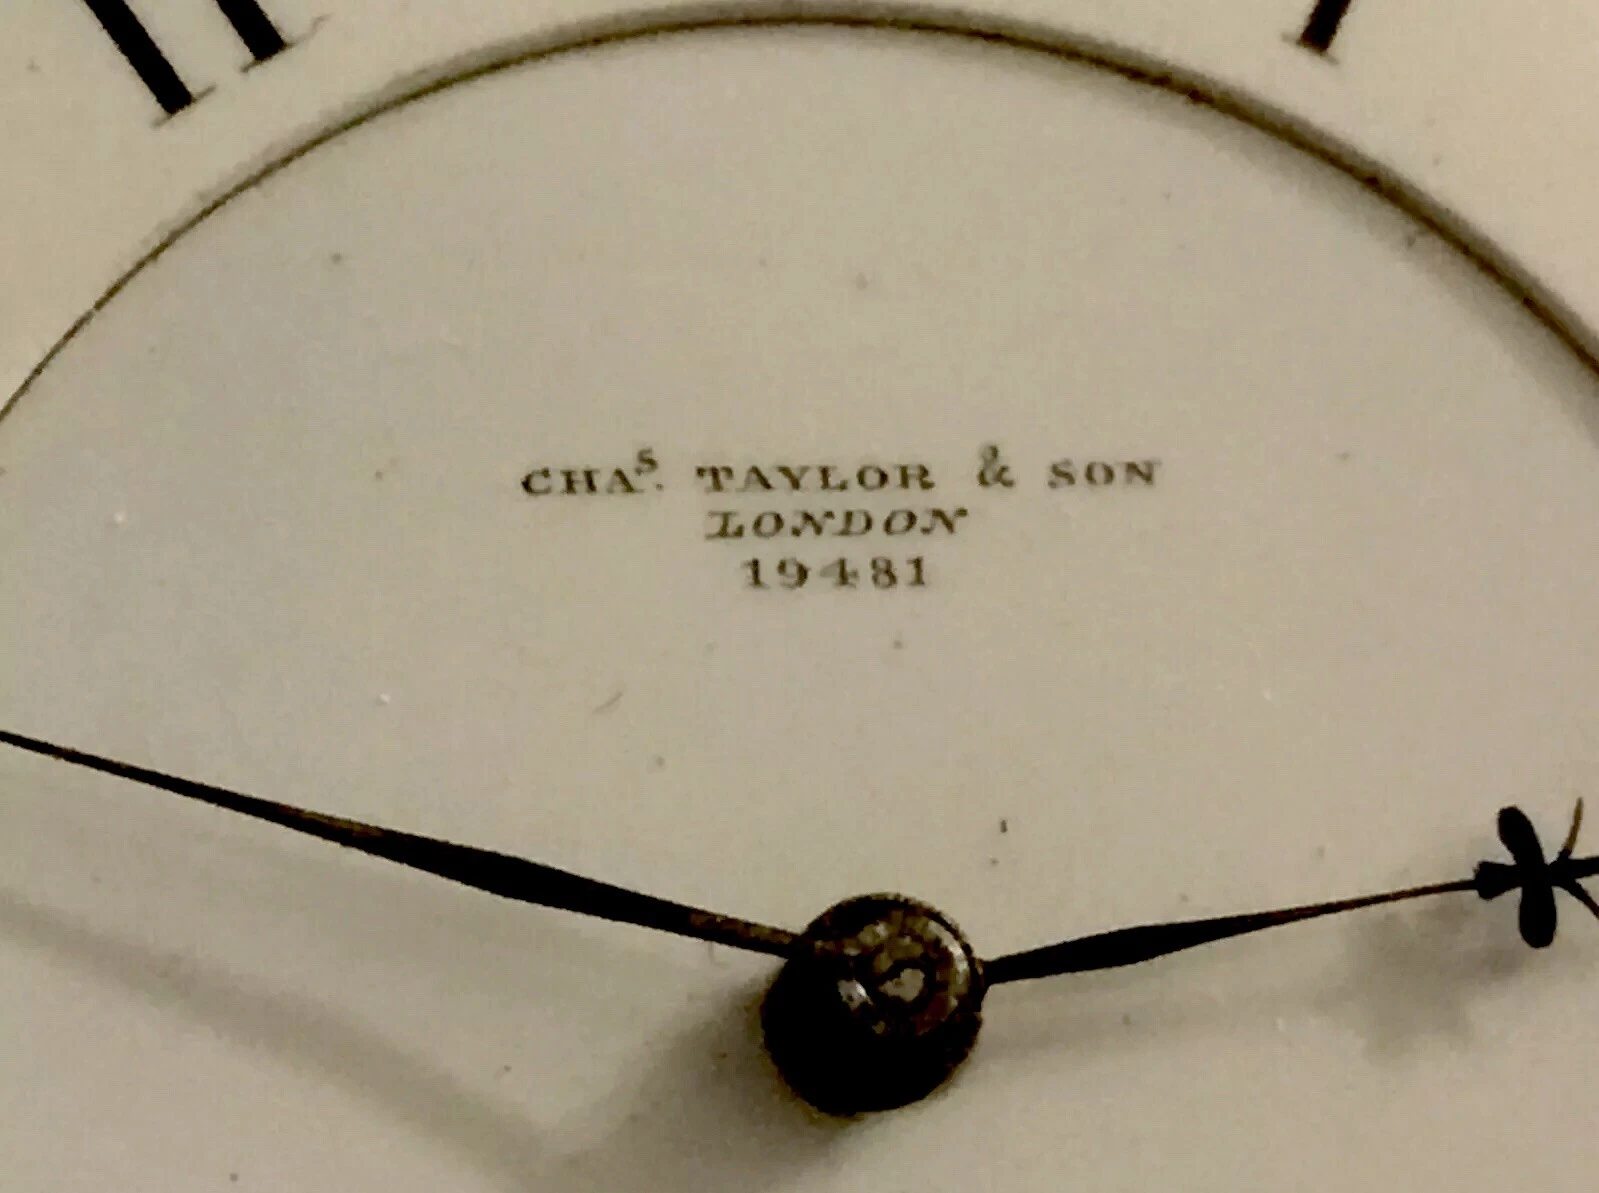 CHAS. TAYLOR & SON
LONDON
19481